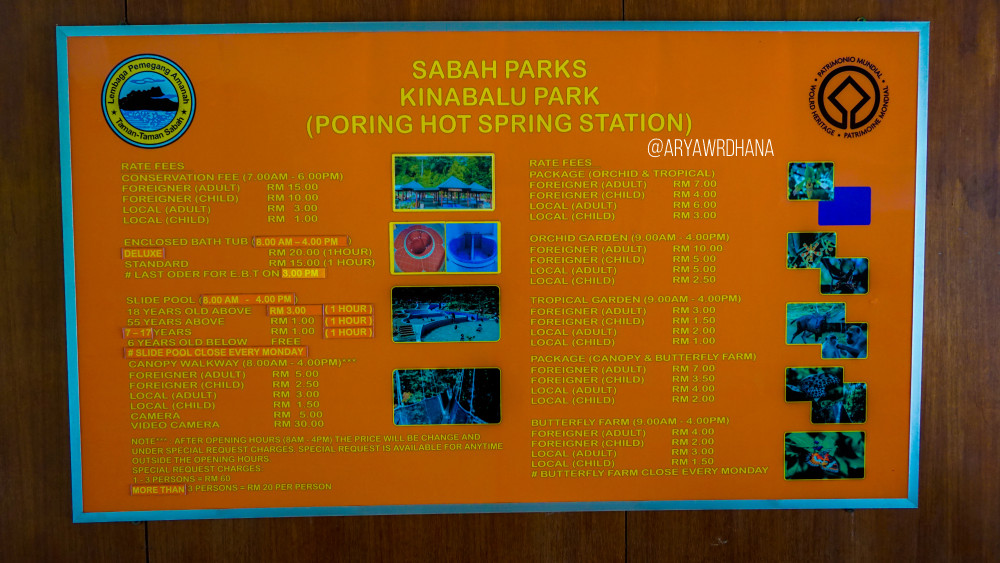 SABAH PARKS
KINABALU PARK
(PORING HOT SPRING STATION)
Lembaga Pemegang Amanah
Taman-Taman Sabah
PATRIMONIO MUNDIAL
WORLD HERITAGE
PATRIMOINE MONDIAL
@ARYAWRDHANA
RATE FEES
CONSERVATION FEE (7.00AM - 6.00PM)
FOREIGNER (ADULT) RM 15.00
FOREIGNER (CHILD) RM 10.00
LOCAL (ADULT) RM 3.00
LOCAL (CHILD) RM 1.00
ENCLOSED BATH TUB (8.00 AM - 4.00 PM )
DELUXE RM 20.00 (1HOUR)
STANDARD RM 15.00 (1 HOUR)
# LAST ODER FOR E.B.T ON 3.00 PM
SLIDE POOL (8.00 AM - 4.00 PM)
18 YEARS OLD ABOVE RM 3.00 ( 1 HOUR )
55 YEARS ABOVE RM 1.00 ( 1 HOUR )
7 - 17 YEARS RM 1.00 ( 1 HOUR )
6 YEARS OLD BELOW FREE
# SLIDE POOL CLOSE EVERY MONDAY
CANOPY WALKWAY (8.00AM - 4.00PM)***
FOREIGNER (ADULT) RM 5.00
FOREIGNER (CHILD) RM 2.50
LOCAL (ADULT) RM 3.00
LOCAL (CHILD) RM 1.50
CAMERA RM 5.00
VIDEO CAMERA RM 30.00
NOTE*** : AFTER OPENING HOURS (8AM - 4PM) THE PRICE WILL BE CHANGE AND
UNDER SPECIAL REQUEST CHARGES. SPECIAL REQUEST IS AVAILABLE FOR ANYTIME
OUTSIDE THE OPENING HOURS.
SPECIAL REQUEST CHARGES :
1 - 3 PERSONS = RM 60
MORE THAN 3 PERSONS = RM 20 PER PERSON
RATE FEES
PACKAGE (ORCHID & TROPICAL)
FOREIGNER (ADULT) RM 7.00
FOREIGNER (CHILD) RM 4.00
LOCAL (ADULT) RM 6.00
LOCAL (CHILD) RM 3.00
ORCHID GARDEN (9.00AM - 4.00PM)
FOREIGNER (ADULT) RM 10.00
FOREIGNER (CHILD) RM 5.00
LOCAL (ADULT) RM 5.00
LOCAL (CHILD) RM 2.50
TROPICAL GARDEN (9.00AM - 4.00PM)
FOREIGNER (ADULT) RM 3.00
FOREIGNER (CHILD) RM 1.50
LOCAL (ADULT) RM 2.00
LOCAL (CHILD) RM 1.00
PACKAGE (CANOPY & BUTTERFLY FARM)
FOREIGNER (ADULT) RM 7.00
FOREIGNER (CHILD) RM 3.50
LOCAL (ADULT) RM 4.00
LOCAL (CHILD) RM 2.00
BUTTERFLY FARM (9.00AM - 4.00PM)
FOREIGNER (ADULT) RM 4.00
FOREIGNER (CHILD) RM 2.00
LOCAL (ADULT) RM 3.00
LOCAL (CHILD) RM 1.50
# BUTTERFLY FARM CLOSE EVERY MONDAY